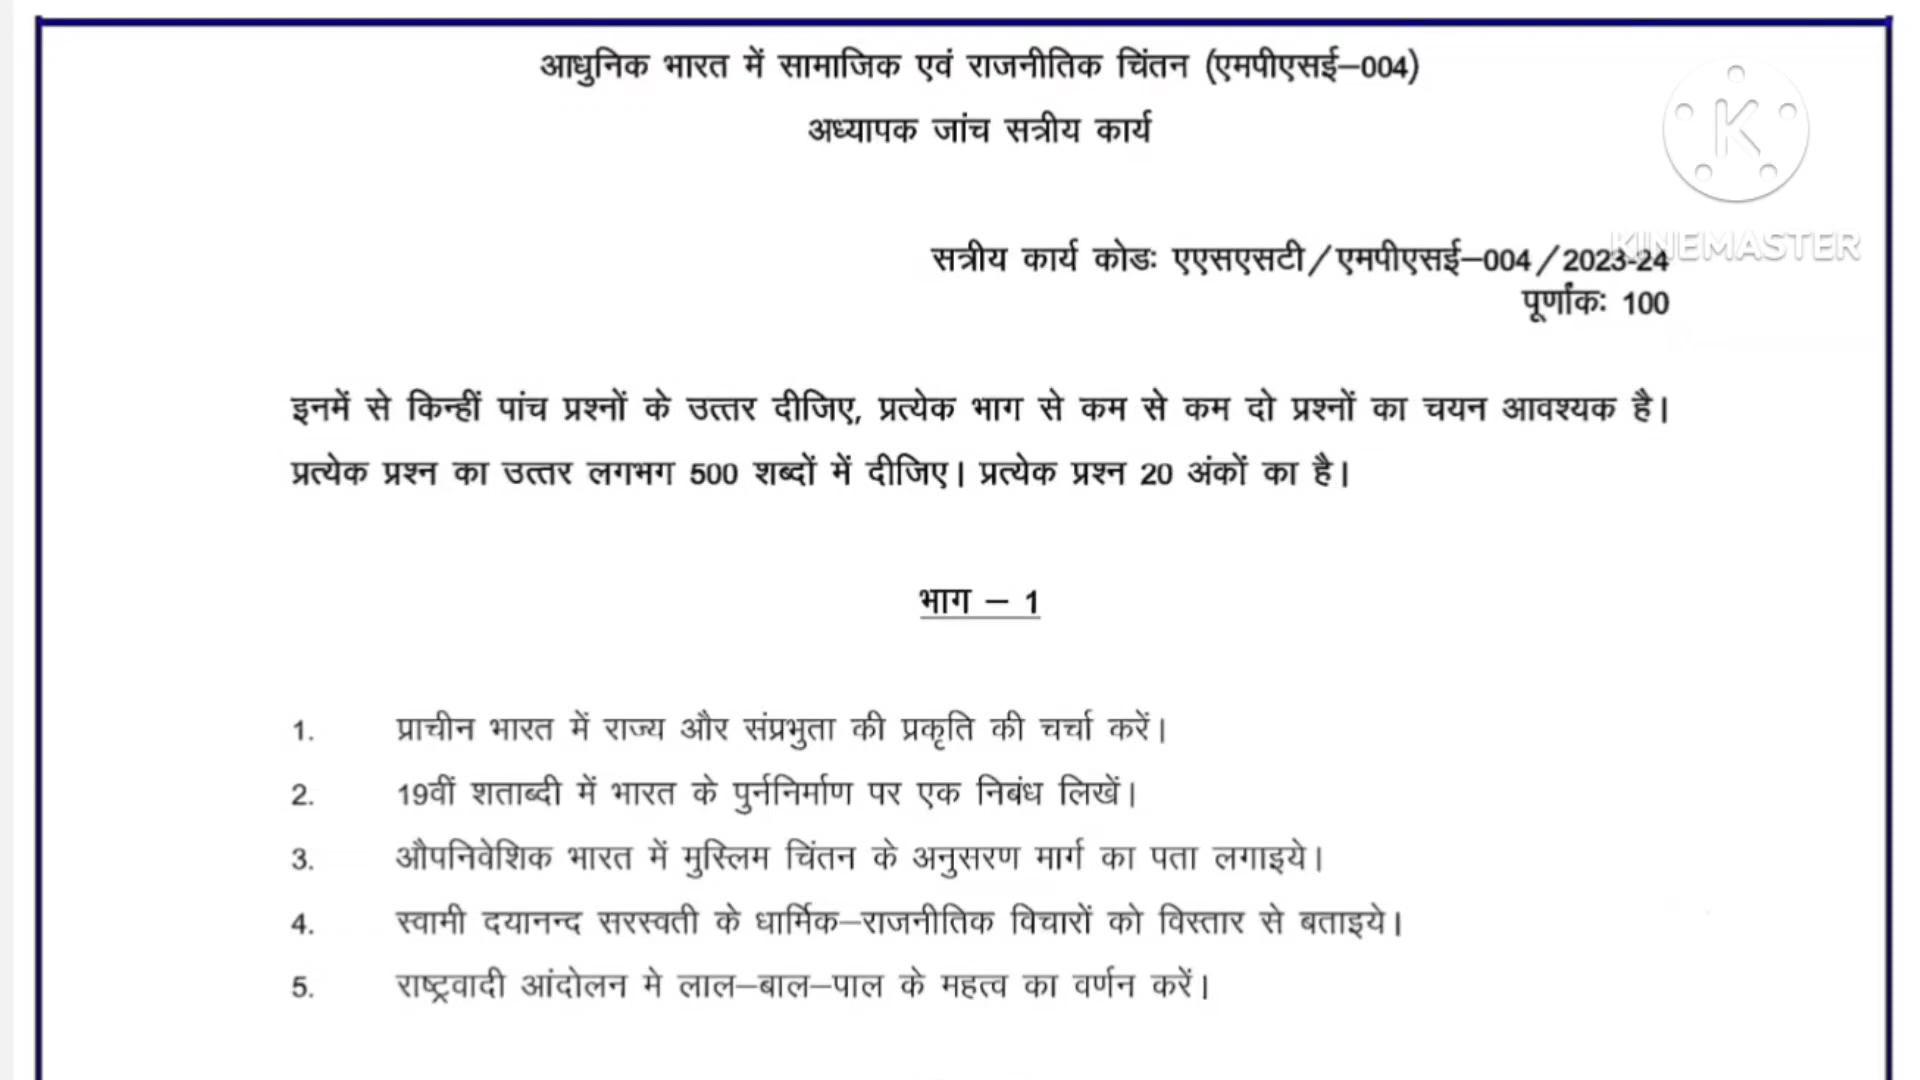 आधुनिक भारत में सामाजिक एवं राजनीतिक चिंतन (एमपीएसई–004)
अध्यापक जांच सत्रीय कार्य
K
KINEMASTER
सत्रीय कार्य कोडः एएसएसटी/एमपीएसई–004/2023-24
पूर्णांकः 100
इनमें से किन्हीं पांच प्रश्नों के उत्तर दीजिए, प्रत्येक भाग से कम से कम दो प्रश्नों का चयन आवश्यक है।
प्रत्येक प्रश्न का उत्तर लगभग 500 शब्दों में दीजिए। प्रत्येक प्रश्न 20 अंकों का है।
भाग – 1
1. प्राचीन भारत में राज्य और संप्रभुता की प्रकृति की चर्चा करें।
2. 19वीं शताब्दी में भारत के पुर्ननिर्माण पर एक निबंध लिखें।
3. औपनिवेशिक भारत में मुस्लिम चिंतन के अनुसरण मार्ग का पता लगाइये।
4. स्वामी दयानन्द सरस्वती के धार्मिक–राजनीतिक विचारों को विस्तार से बताइये।
5. राष्ट्रवादी आंदोलन मे लाल–बाल–पाल के महत्व का वर्णन करें।